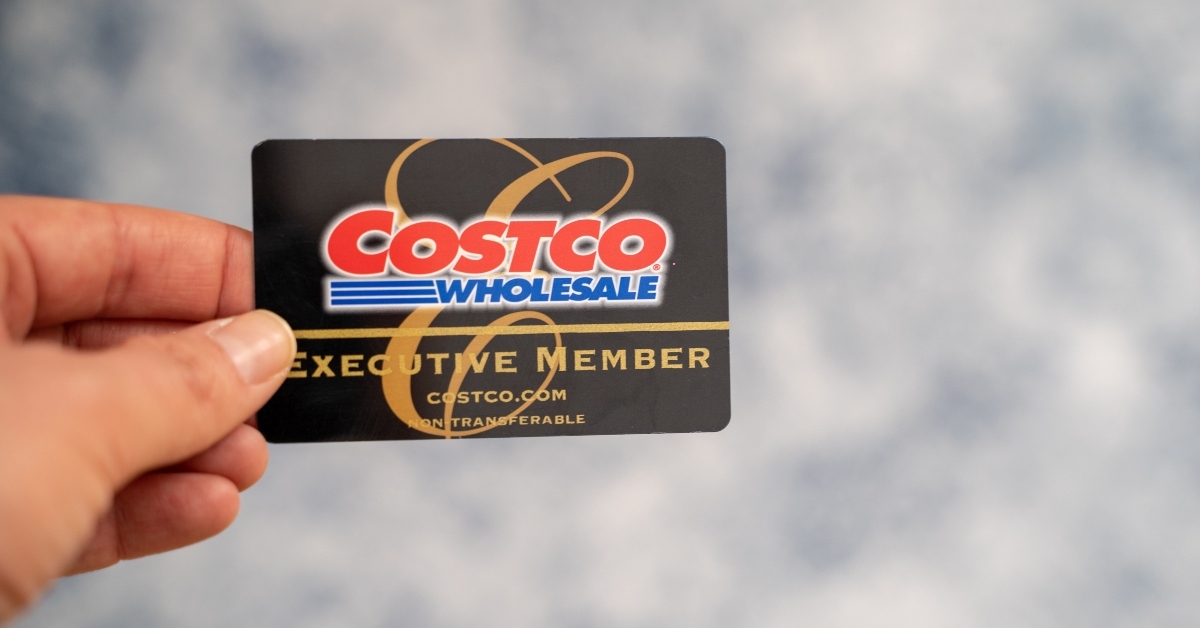 COSTCO®
WHOLESALE
EXECUTIVE MEMBER
COSTCO.COM
NON-TRANSFERABLE